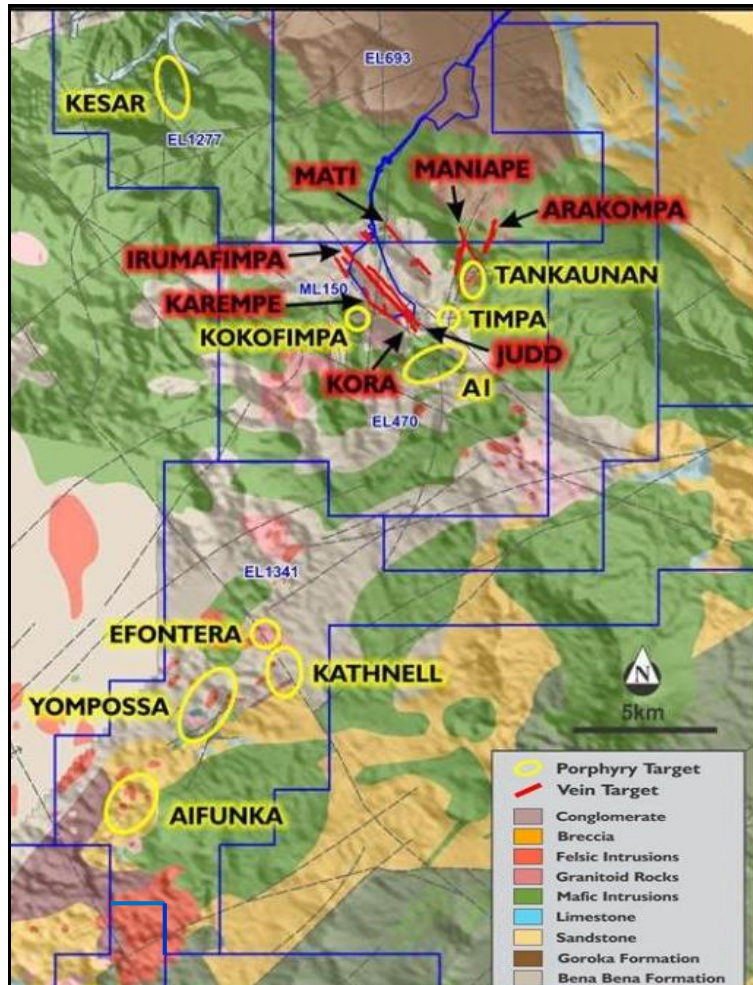 EL693
KESAR
EL1277
MATI
MANIAPE
ARAKOMPA
IRUMAFIMPA
TANKAUNAN
ML150
KAREMPE
TIMPA
KOKOFIMPA
JUDD
KORA
A1
EL470
EL1341
EFONTERA
KATHNELL
YOMPOSSA
N
5km
AIFUNKA
Porphyry Target
Vein Target
Conglomerate
Breccia
Felsic Intrusions
Granitoid Rocks
Mafic Intrusions
Limestone
Sandstone
Goroka Formation
Bena Bena Formation